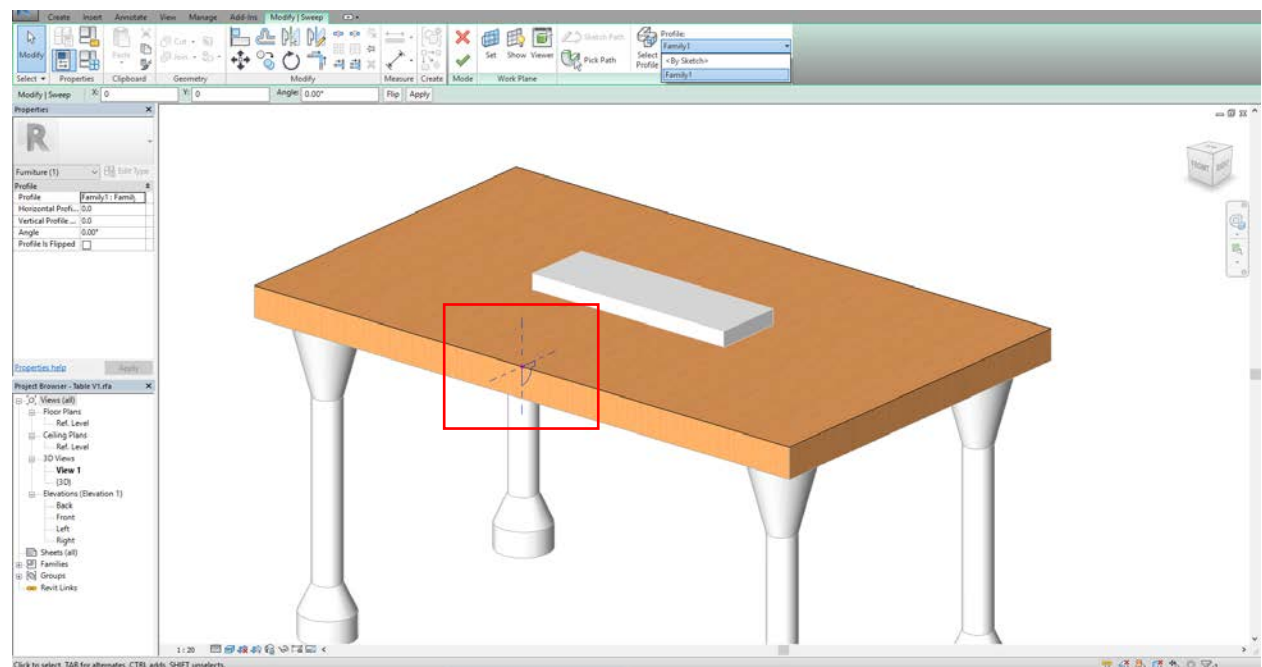 Create Insert Annotate View Manage Add-Ins Modify | Sweep
Modify
Paste
Cut
Join
Set Show Viewer
Sketch Path
Pick Path
Select Profile
Profile:
Family1
<By Sketch>
Family1
Select Properties Clipboard Geometry Modify Measure Create Mode Work Plane
Modify | Sweep X: 0 Y: 0 Angle: 0.00° Flip Apply
Properties
R
Furniture (1) Edit Type
Profile
Profile Family1 : Family
Horizontal Profi... 0.0
Vertical Profile ... 0.0
Angle 0.00°
Profile Is Flipped
Properties help Apply
Project Browser - Table V1.rfa
Views (all)
Floor Plans
Ref. Level
Ceiling Plans
Ref. Level
3D Views
View 1
{3D}
Elevations (Elevation 1)
Back
Front
Left
Right
Sheets (all)
Families
Groups
Revit Links
FRONT
1 : 20
Click to select, TAB for alternates, CTRL adds, SHIFT unselects.